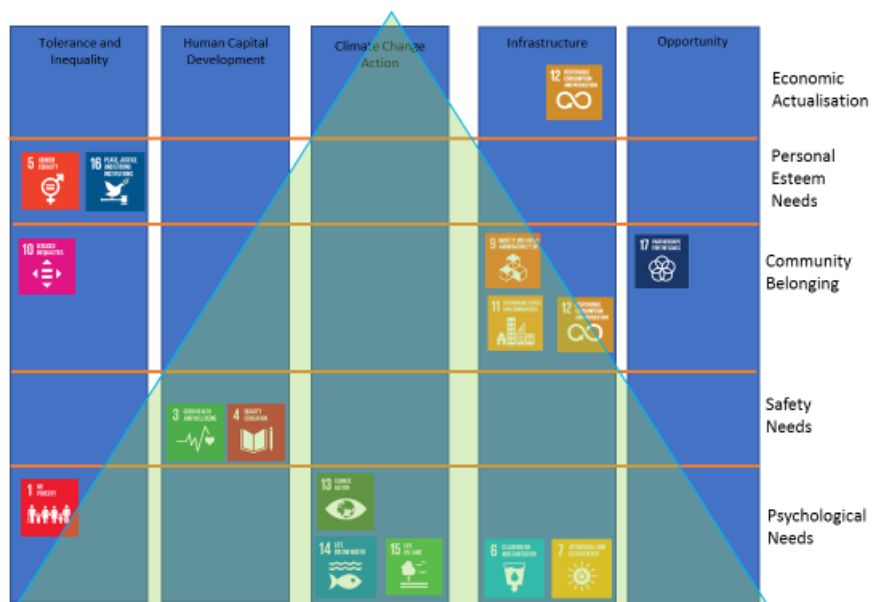 Tolerance and
Inequality
Human Capital
Development
Climate Change
Action
Infrastructure
Opportunity
12 RESPONSIBLE
CONSUMPTION
AND PRODUCTION
Economic
Actualisation
5 GENDER
EQUALITY
16 PEACE, JUSTICE
AND STRONG
INSTITUTIONS
Personal
Esteem
Needs
10 REDUCED
INEQUALITIES
9
17 PARTNERSHIPS
FOR THE GOALS
Community
Belonging
11
12 RESPONSIBLE
CONSUMPTION
AND PRODUCTION
3 GOOD HEALTH
AND WELL-BEING
4 QUALITY
EDUCATION
Safety
Needs
1 NO
POVERTY
13 CLIMATE
ACTION
Psychological
Needs
14 LIFE
BELOW WATER
15 LIFE
ON LAND
6 CLEAN WATER
AND SANITATION
7 AFFORDABLE AND
CLEAN ENERGY